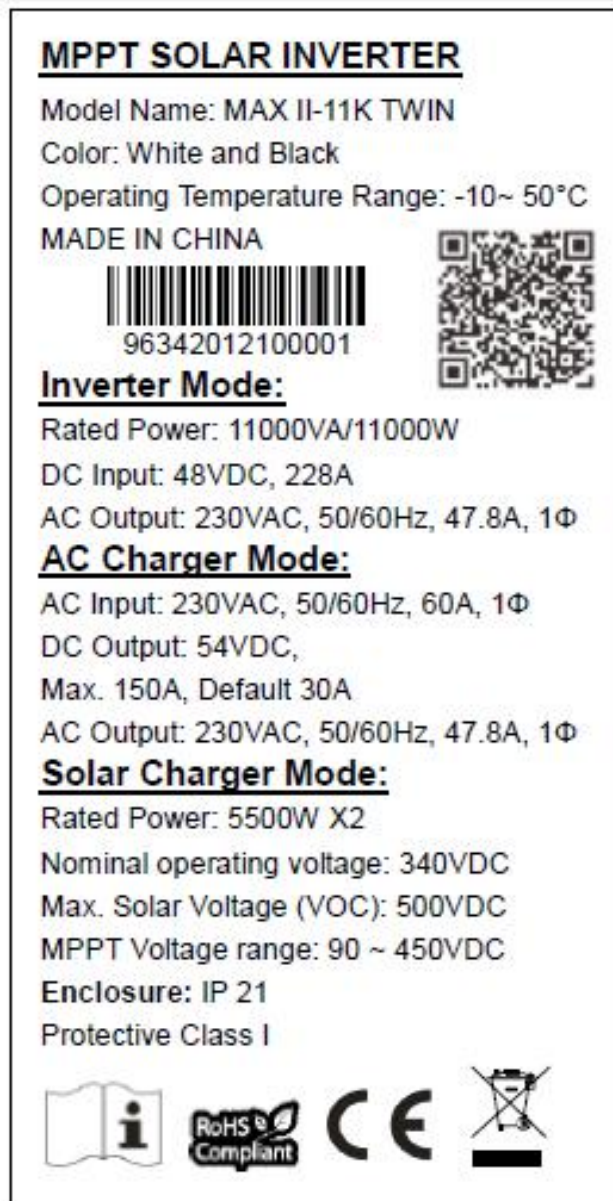 MPPT SOLAR INVERTER
Model Name: MAX II-11K TWIN
Color: White and Black
Operating Temperature Range: -10~ 50°C
MADE IN CHINA
96342012100001
Inverter Mode:
Rated Power: 11000VA/11000W
DC Input: 48VDC, 228A
AC Output: 230VAC, 50/60Hz, 47.8A, 1Φ
AC Charger Mode:
AC Input: 230VAC, 50/60Hz, 60A, 1Φ
DC Output: 54VDC,
Max. 150A, Default 30A
AC Output: 230VAC, 50/60Hz, 47.8A, 1Φ
Solar Charger Mode:
Rated Power: 5500W X2
Nominal operating voltage: 340VDC
Max. Solar Voltage (VOC): 500VDC
MPPT Voltage range: 90 ~ 450VDC
Enclosure: IP 21
Protective Class I
i
RoHS
Compliant
CE